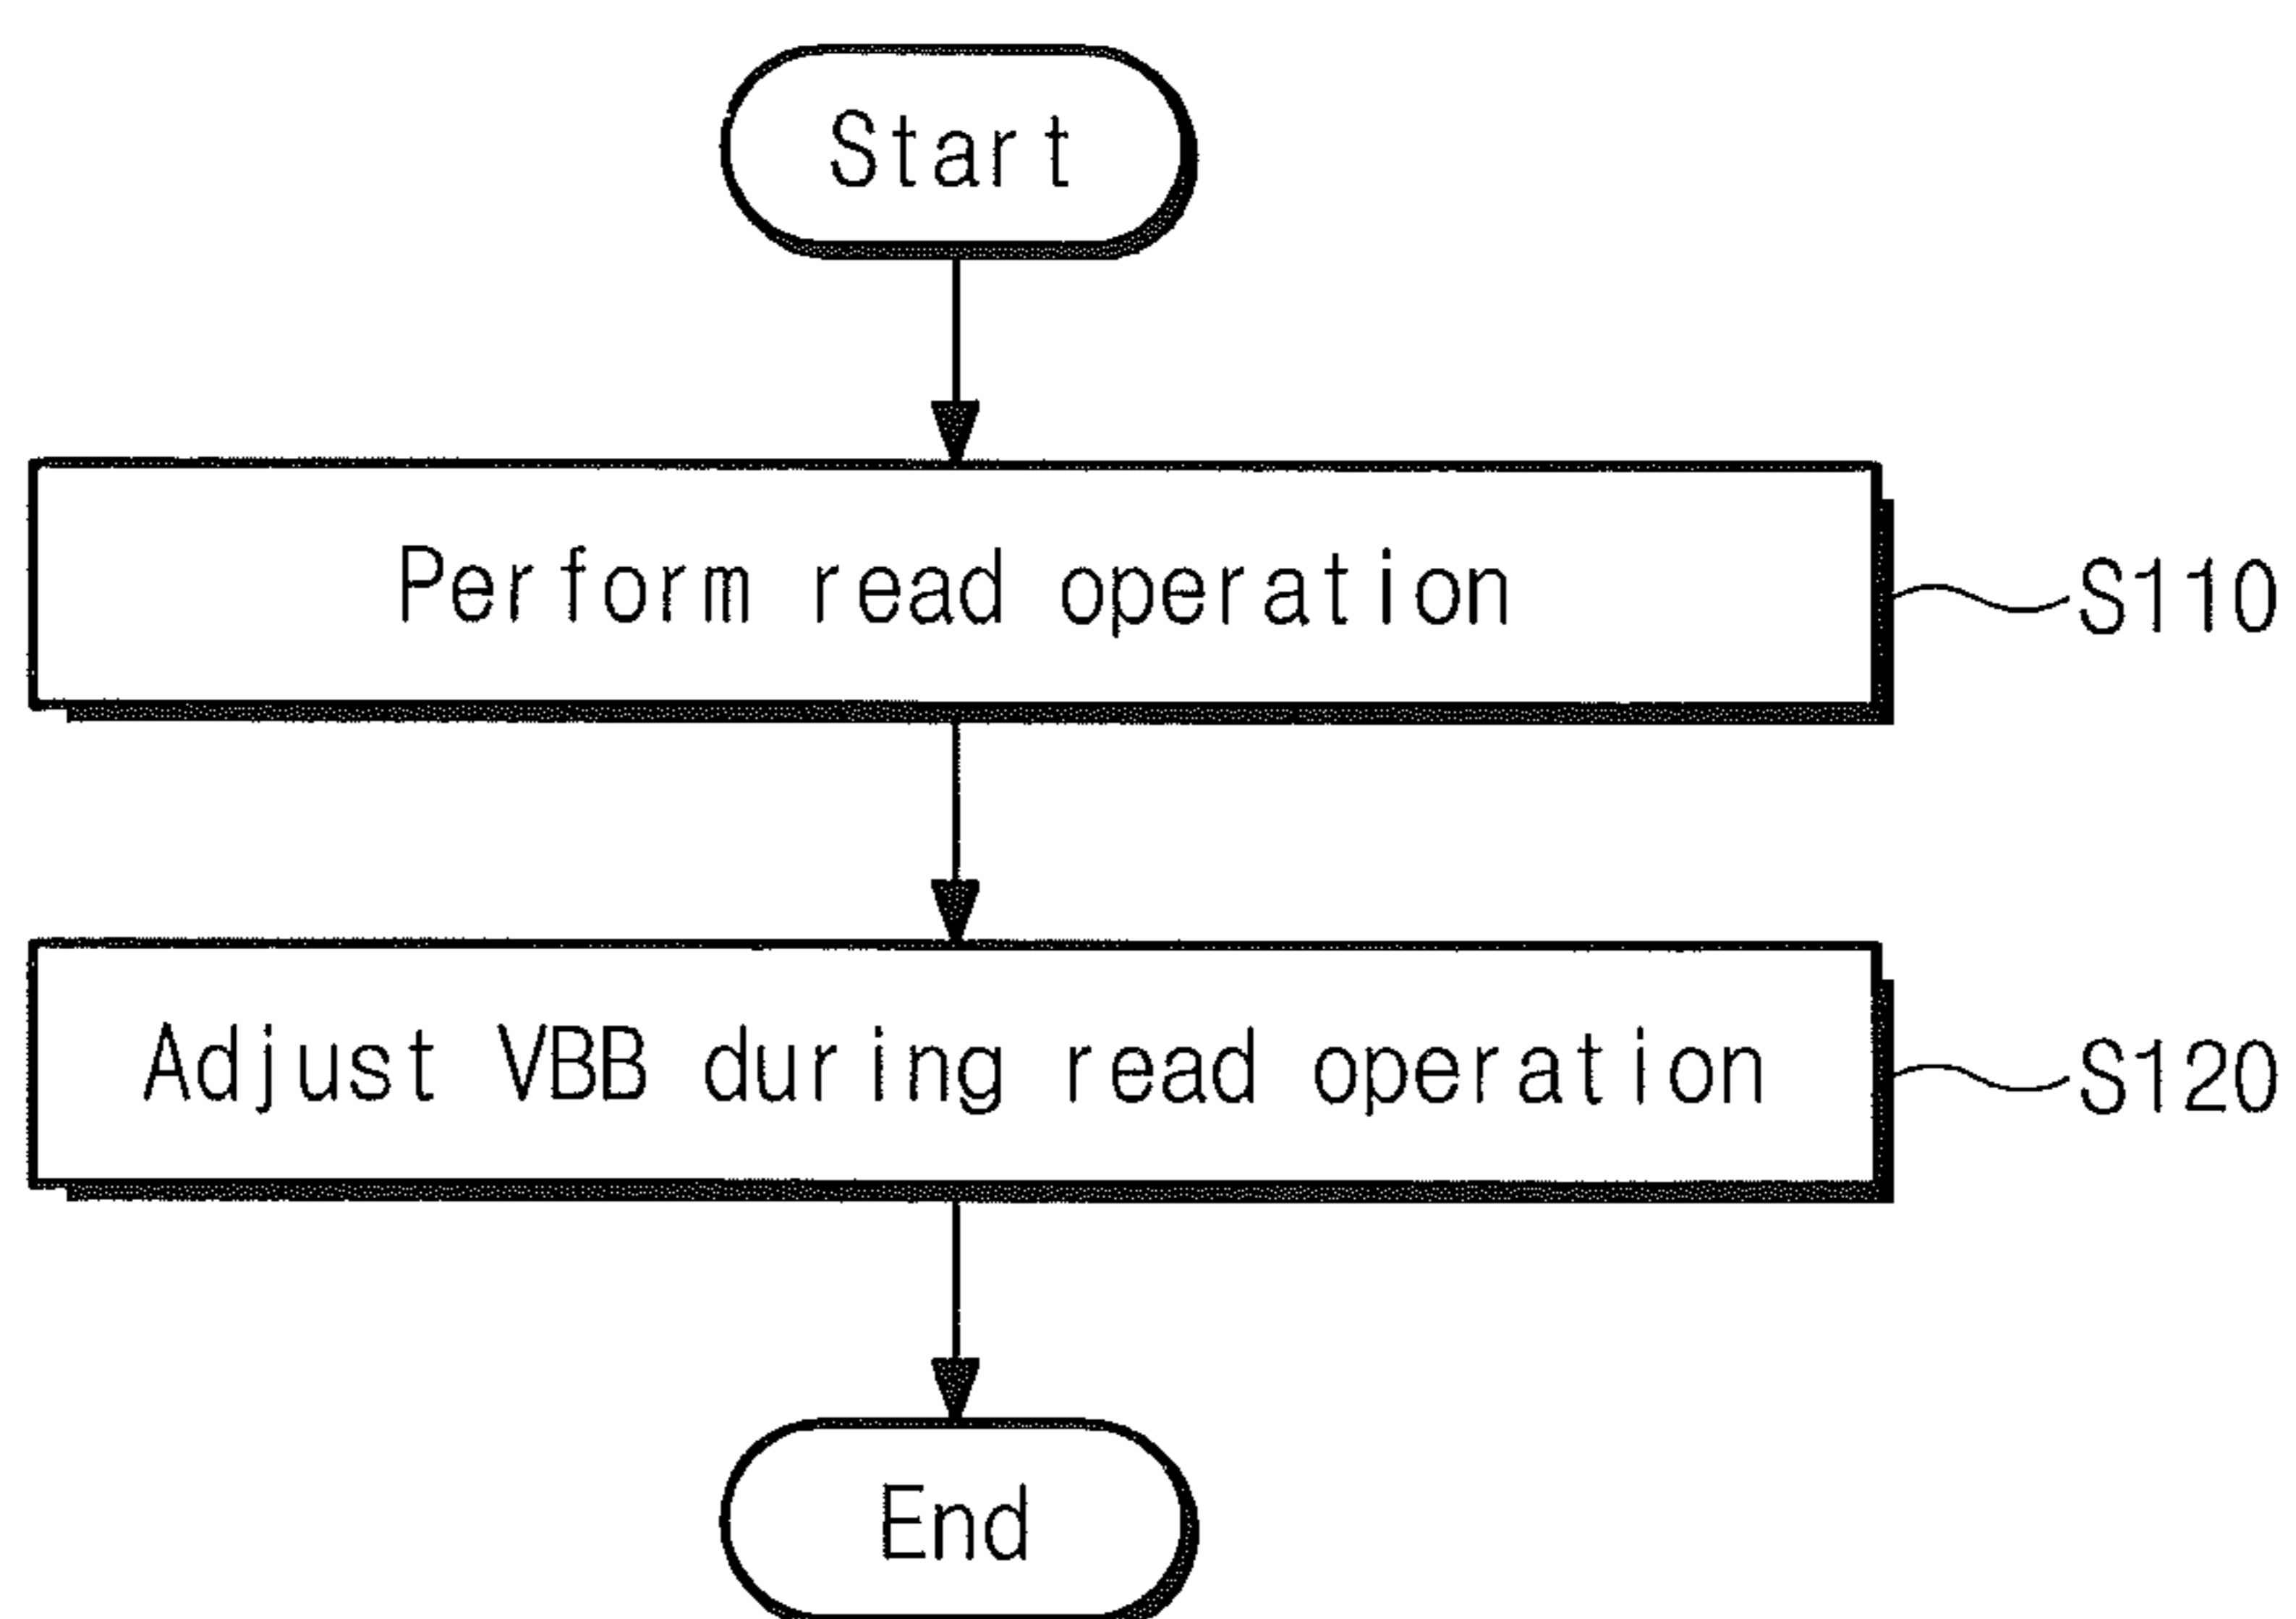 Start
Perform read operation
S110
Adjust VBB during read operation
S120
End